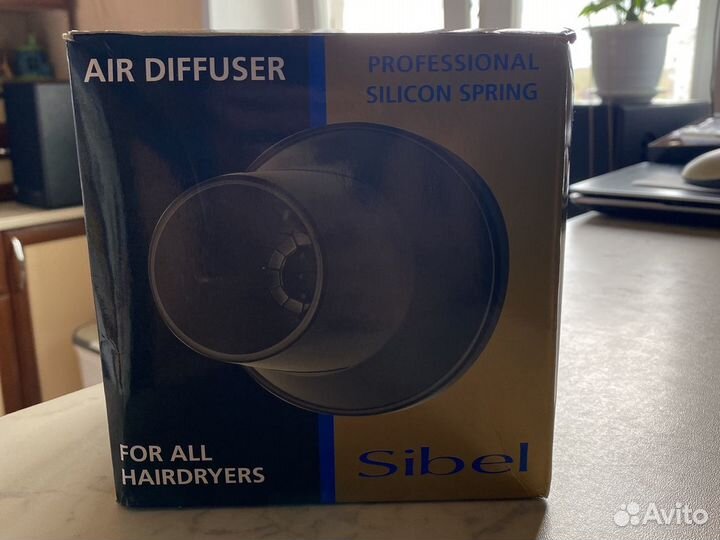 AIR DIFFUSER
PROFESSIONAL
SILICON SPRING
FOR ALL
HAIRDRYERS
Sibel
Avito